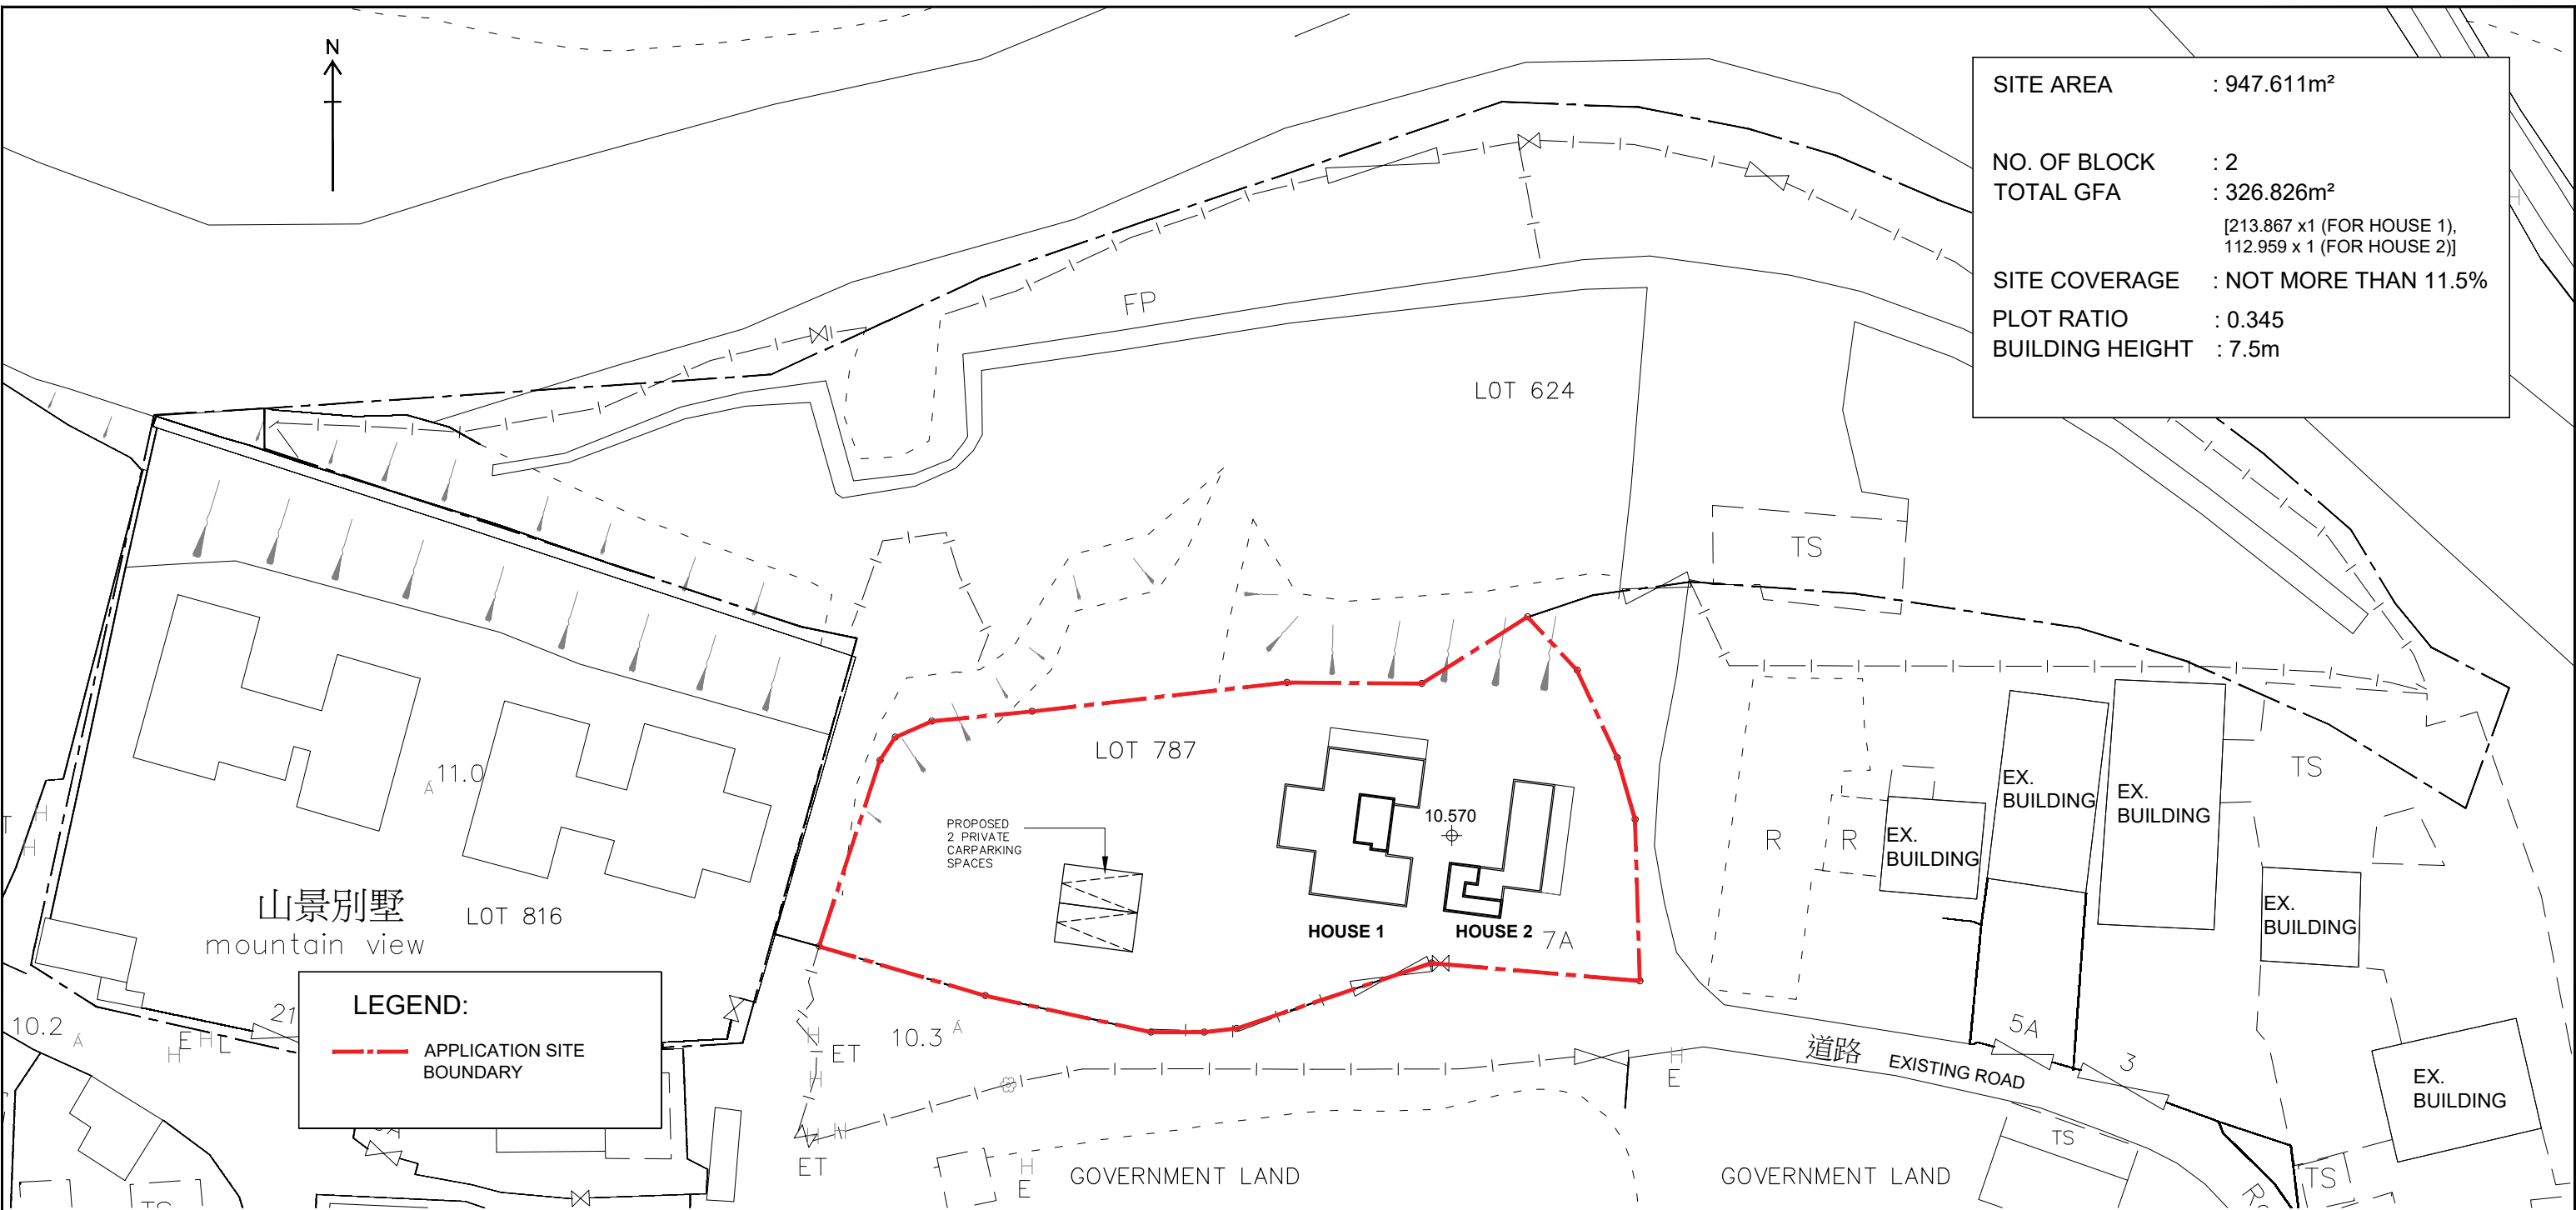 N
SITE AREA : 947.611m²
NO. OF BLOCK : 2
TOTAL GFA : 326.826m²
[213.867 x1 (FOR HOUSE 1),
112.959 x 1 (FOR HOUSE 2)]
SITE COVERAGE : NOT MORE THAN 11.5%
PLOT RATIO : 0.345
BUILDING HEIGHT : 7.5m
H
FP
LOT 624
TS
LOT 787
11.0
PROPOSED
2 PRIVATE
CARPARKING
SPACES
10.570
HOUSE 1
HOUSE 2
7A
R
R
EX.
BUILDING
EX.
BUILDING
EX.
BUILDING
TS
EX.
BUILDING
T
H
H
山景別墅
mountain view
LOT 816
LEGEND:
APPLICATION SITE
BOUNDARY
21
10.2
H
E
H
L
10.3
H
ET
H
H
H
ET
H
E
H
E
道路
EXISTING ROAD
5A
3
EX.
BUILDING
TS
TS
GOVERNMENT LAND
GOVERNMENT LAND